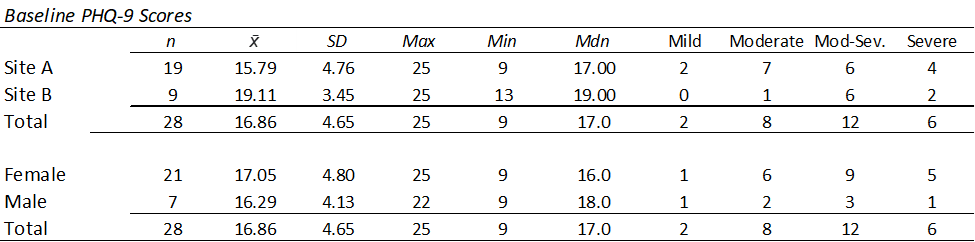 Baseline PHQ-9 Scores
n x̄ SD Max Min Mdn Mild Moderate Mod-Sev. Severe
Site A 19 15.79 4.76 25 9 17.00 2 7 6 4
Site B 9 19.11 3.45 25 13 19.00 0 1 6 2
Total 28 16.86 4.65 25 9 17.0 2 8 12 6
Female 21 17.05 4.80 25 9 16.0 1 6 9 5
Male 7 16.29 4.13 22 9 18.0 1 2 3 1
Total 28 16.86 4.65 25 9 17.0 2 8 12 6